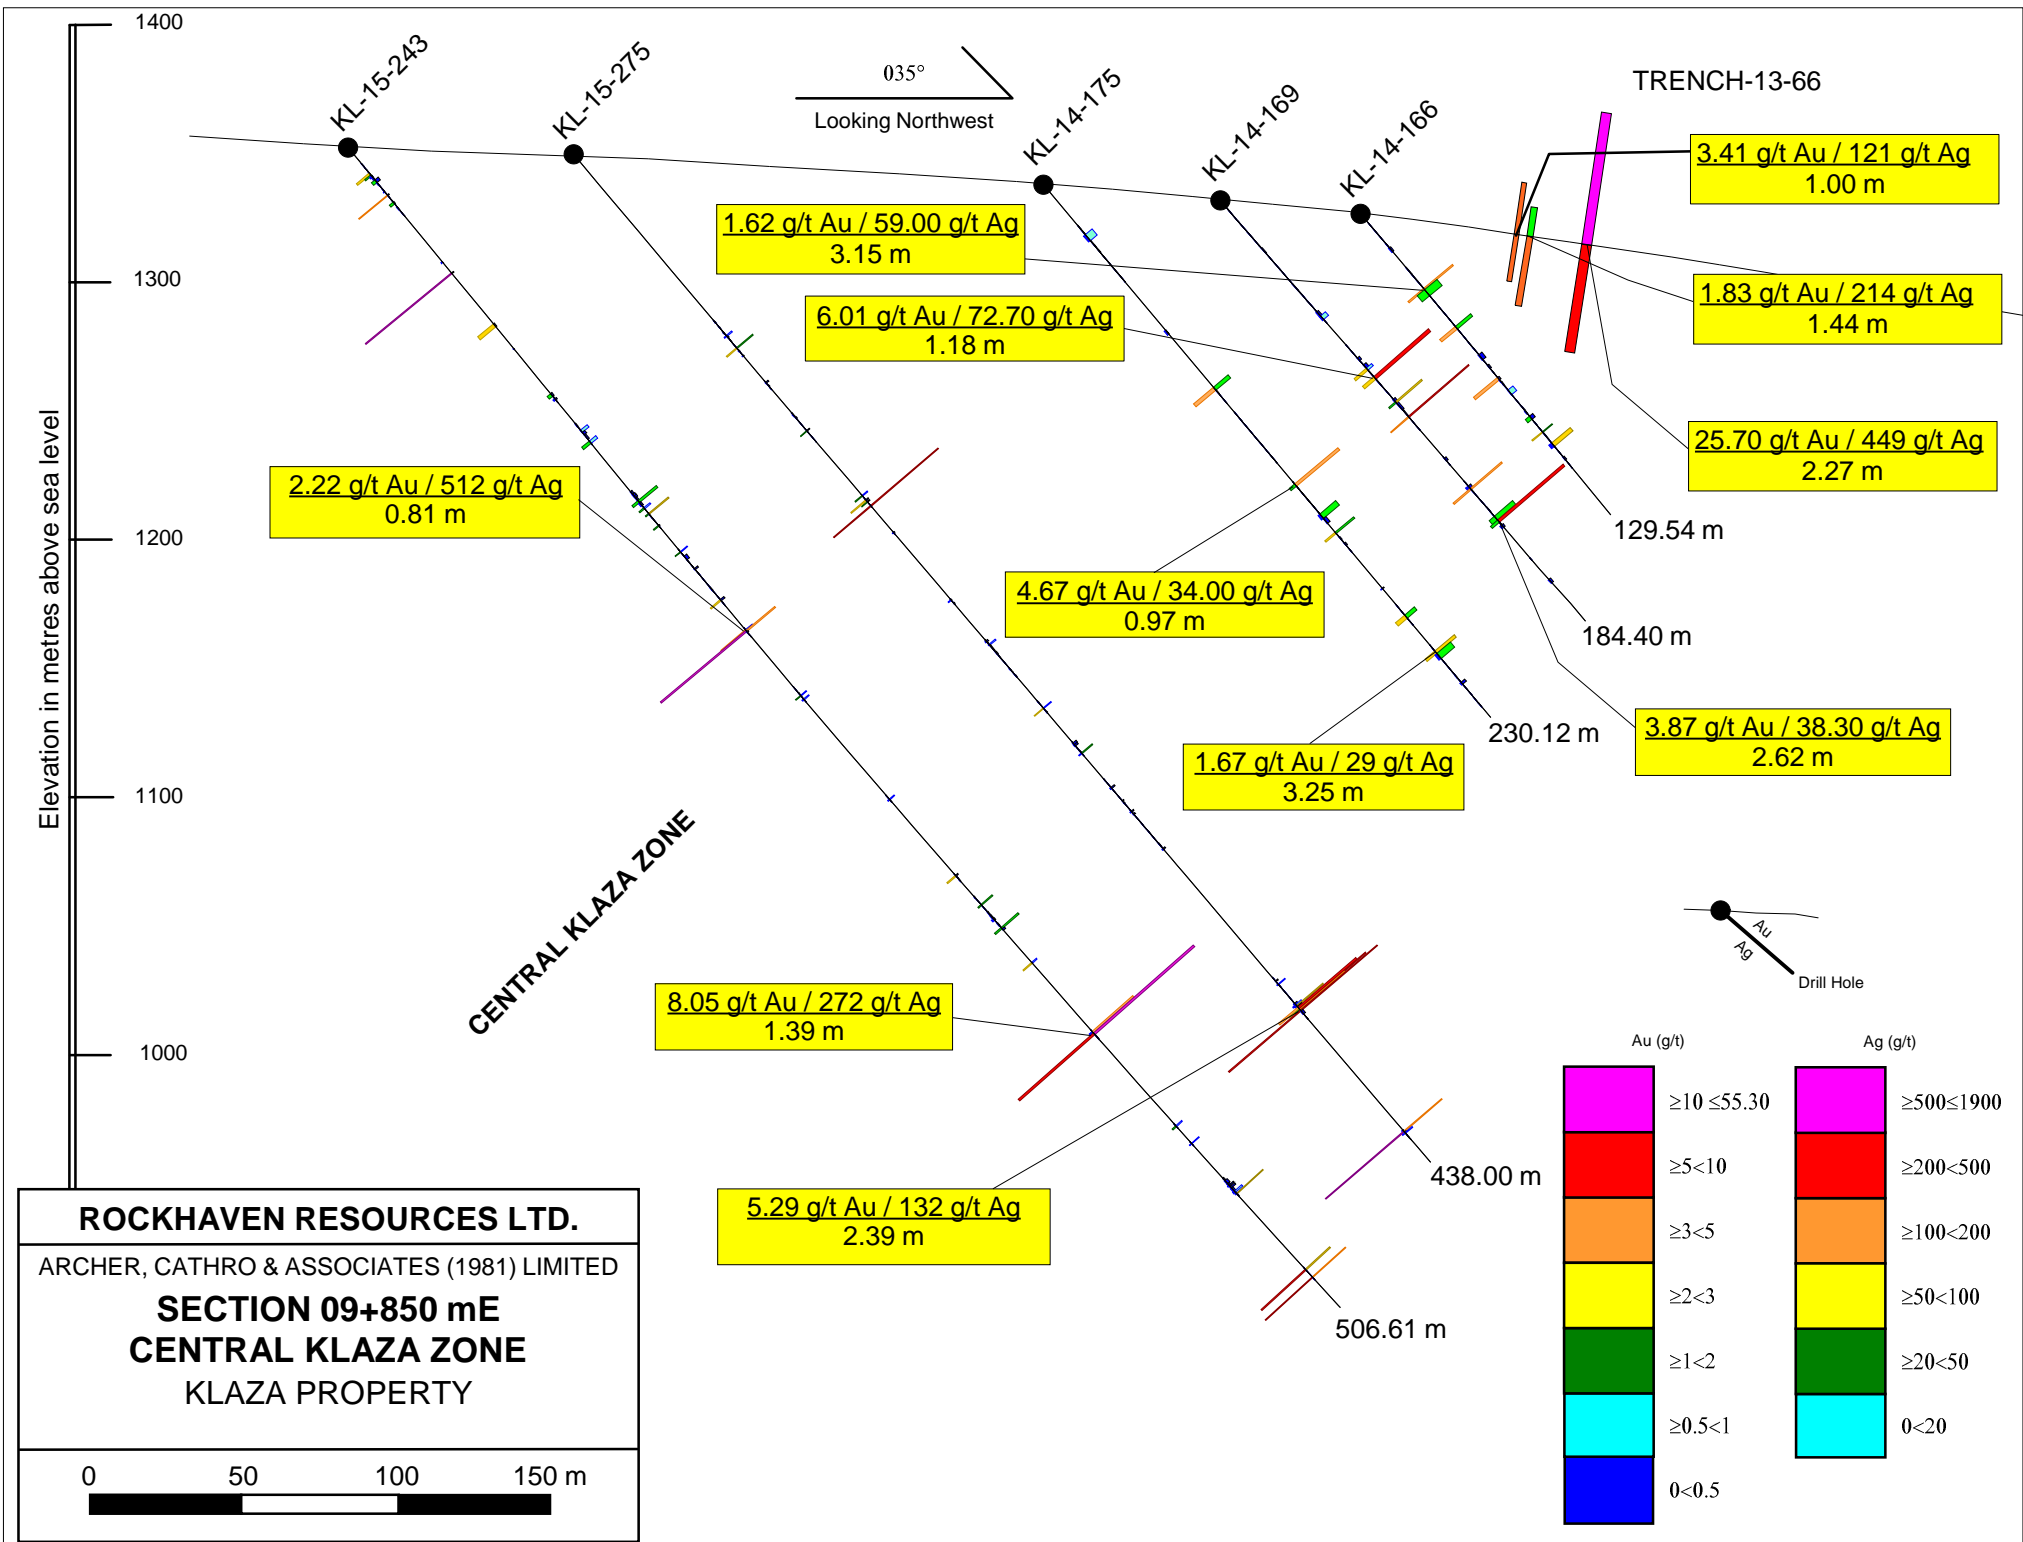 1400
1300
1200
1100
1000
Elevation in metres above sea level
KL-15-243
KL-15-275
KL-14-175
KL-14-169
KL-14-166
TRENCH-13-66
035°
Looking Northwest
3.41 g/t Au / 121 g/t Ag
1.00 m
1.62 g/t Au / 59.00 g/t Ag
3.15 m
1.83 g/t Au / 214 g/t Ag
1.44 m
6.01 g/t Au / 72.70 g/t Ag
1.18 m
25.70 g/t Au / 449 g/t Ag
2.27 m
2.22 g/t Au / 512 g/t Ag
0.81 m
129.54 m
4.67 g/t Au / 34.00 g/t Ag
0.97 m
184.40 m
230.12 m
3.87 g/t Au / 38.30 g/t Ag
2.62 m
1.67 g/t Au / 29 g/t Ag
3.25 m
CENTRAL KLAZA ZONE
Au
Ag
Drill Hole
8.05 g/t Au / 272 g/t Ag
1.39 m
438.00 m
5.29 g/t Au / 132 g/t Ag
2.39 m
506.61 m
Au (g/t)
≥10 ≤55.30
≥5<10
≥3<5
≥2<3
≥1<2
≥0.5<1
0<0.5
Ag (g/t)
≥500≤1900
≥200<500
≥100<200
≥50<100
≥20<50
0<20
ROCKHAVEN RESOURCES LTD.
ARCHER, CATHRO & ASSOCIATES (1981) LIMITED
SECTION 09+850 mE
CENTRAL KLAZA ZONE
KLAZA PROPERTY
0 50 100 150 m